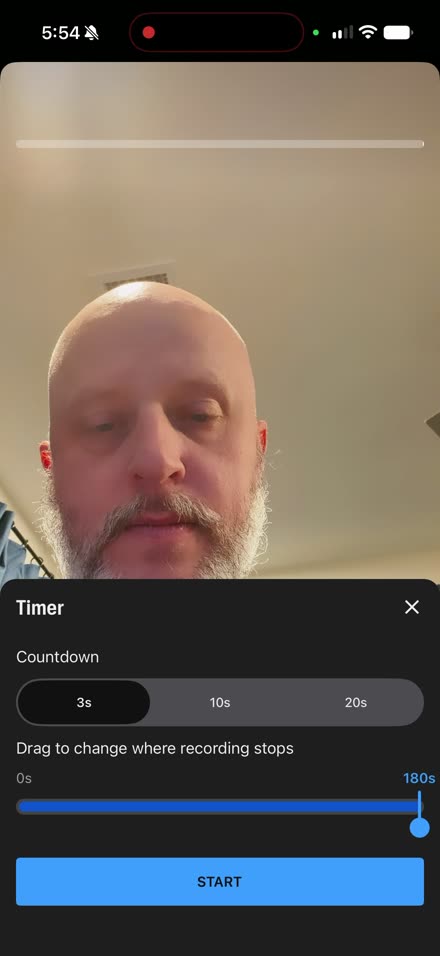 5:54
Timer
Countdown
3s 10s 20s
Drag to change where recording stops
0s 180s
START